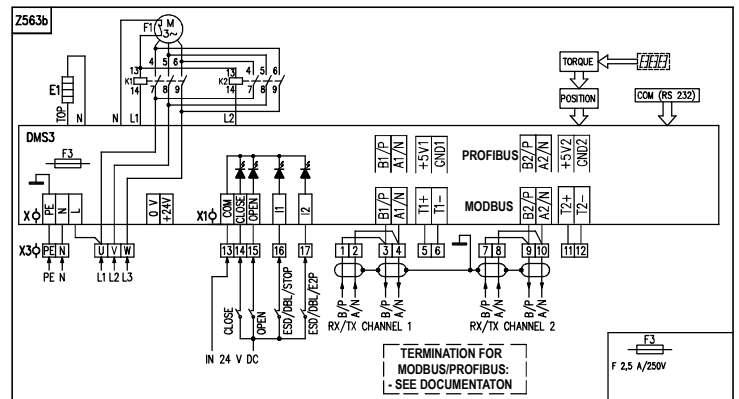 Z563b
F1
M
3~
4 5 6
13
K1
14
7 8 9
13
K2
14
4 5 6
7 8 9
E1
TOP
N
N
L1
L2
TORQUE
POSITION
COM (RS 232)
DMS3
F3
B1/P
A1/N
+5V1
GND1
PROFIBUS
B2/P
A2/N
+5V2
GND2
X
PE
N
L
0 V
+24V
X1
COM
CLOSE
OPEN
I1
I2
B1/P
A1/N
T1+
T1-
MODBUS
B2/P
A2/N
T2+
T2-
X3
PE N
U V W
13 14 15
16
17
1 2
3 4
5 6
7 8
9 10
11 12
PE N
L1 L2 L3
CLOSE
OPEN
ESD/DBL/STOP
ESD/DBL/E2P
B/P
A/N
B/P
A/N
B/P
A/N
B/P
A/N
RX/TX CHANNEL 1
RX/TX CHANNEL 2
IN 24 V DC
TERMINATION FOR
MODBUS/PROFIBUS:
- SEE DOCUMENTATON
F3
F 2,5 A/250V